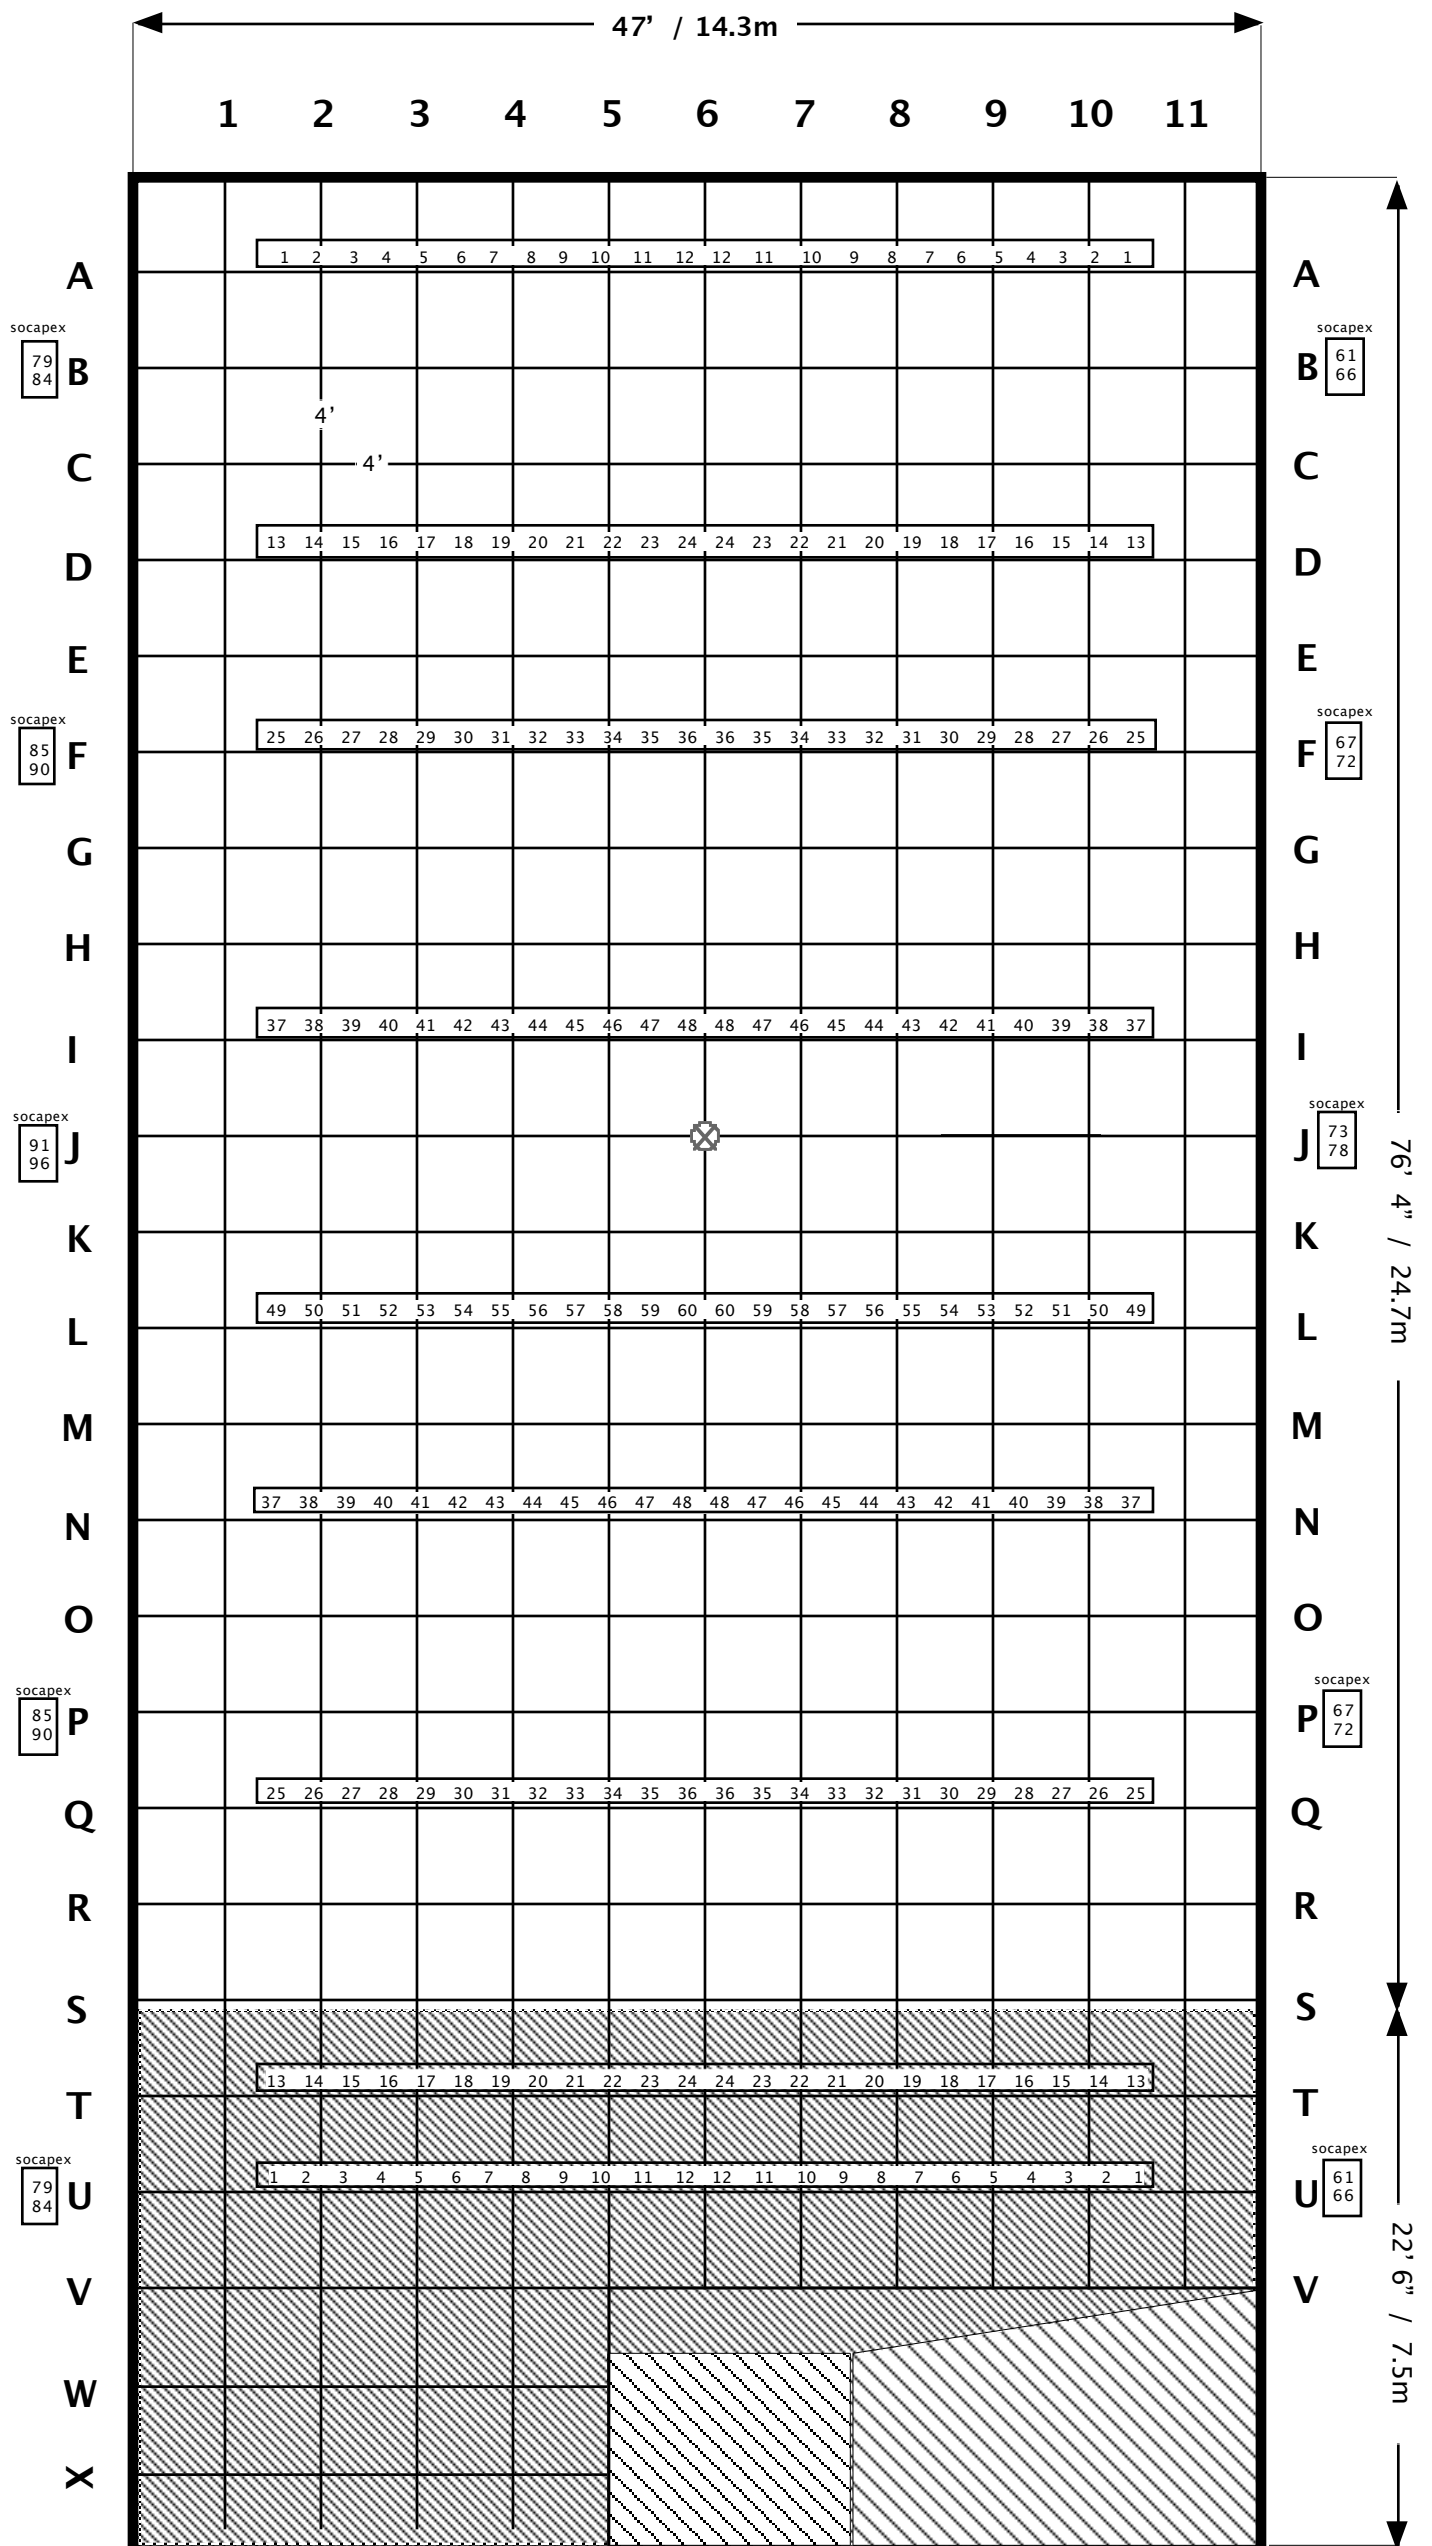 47’ / 14.3m
1 2 3 4 5 6 7 8 9 10 11
1 2 3 4 5 6 7 8 9 10 11 12 12 11 10 9 8 7 6 5 4 3 2 1
A A
socapex socapex
79 61
B B
84 66
4’
C 4’ C
13 14 15 16 17 18 19 20 21 22 23 24 24 23 22 21 20 19 18 17 16 15 14 13
D D
E E
socapex socapex
25 26 27 28 29 30 31 32 33 34 35 36 36 35 34 33 32 31 30 29 28 27 26 25
85 67
F F
90 72
G G
H H
37 38 39 40 41 42 43 44 45 46 47 48 48 47 46 45 44 43 42 41 40 39 38 37
I I
socapex socapex
91 73
J J
96 78
76’ 4” / 24.7m
K K
49 50 51 52 53 54 55 56 57 58 59 60 60 59 58 57 56 55 54 53 52 51 50 49
L L
M M
37 38 39 40 41 42 43 44 45 46 47 48 48 47 46 45 44 43 42 41 40 39 38 37
N N
O O
socapex socapex
85 67
P P
90 72
25 26 27 28 29 30 31 32 33 34 35 36 36 35 34 33 32 31 30 29 28 27 26 25
Q Q
R R
S S
13 14 15 16 17 18 19 20 21 22 23 24 24 23 22 21 20 19 18 17 16 15 14 13
T T
socapex socapex
1 2 3 4 5 6 7 8 9 10 11 12 12 11 10 9 8 7 6 5 4 3 2 1
79 61
U U
84 66
22’ 6” / 7.5m
V V
W
X